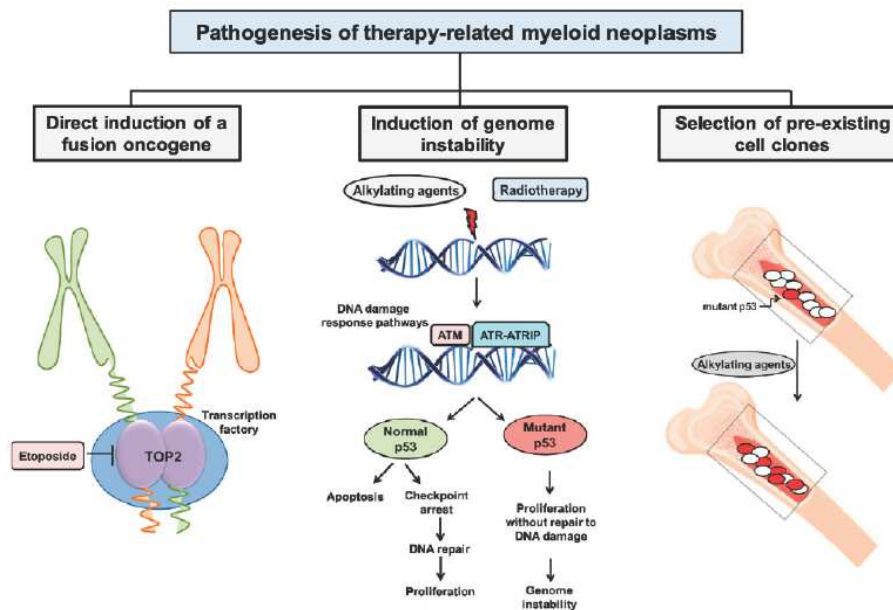 Pathogenesis of therapy-related myeloid neoplasms
Direct induction of a
fusion oncogene
Induction of genome
instability
Selection of pre-existing
cell clones
Etoposide
TOP2
Transcription
factory
Alkylating agents
Radiotherapy
DNA damage
response pathways
ATM
ATR-ATRIP
Normal
p53
Mutant
p53
Apoptosis
Checkpoint
arrest
DNA repair
Proliferation
Proliferation
without repair to
DNA damage
Genome
instability
mutant p53
Alkylating agents